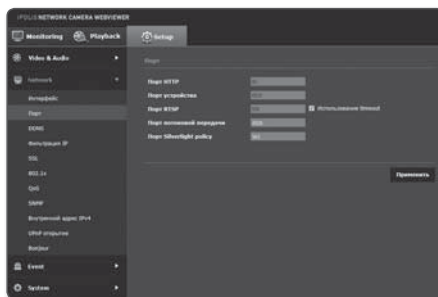 iPOLiS NETWORK CAMERA WEBVIEWER
Monitoring Playback Setup
Video & Audio
Network
Интерфейс
Порт
DDNS
Фильтрация IP
SSL
802.1x
QoS
SNMP
Внутренний адрес IPv4
UPnP открытие
Bonjour
Event
System
Порт
Порт HTTP
Порт устройства
Порт RTSP
Использование timeout
Порт потоковой передачи
Порт Silverlight policy
Применить